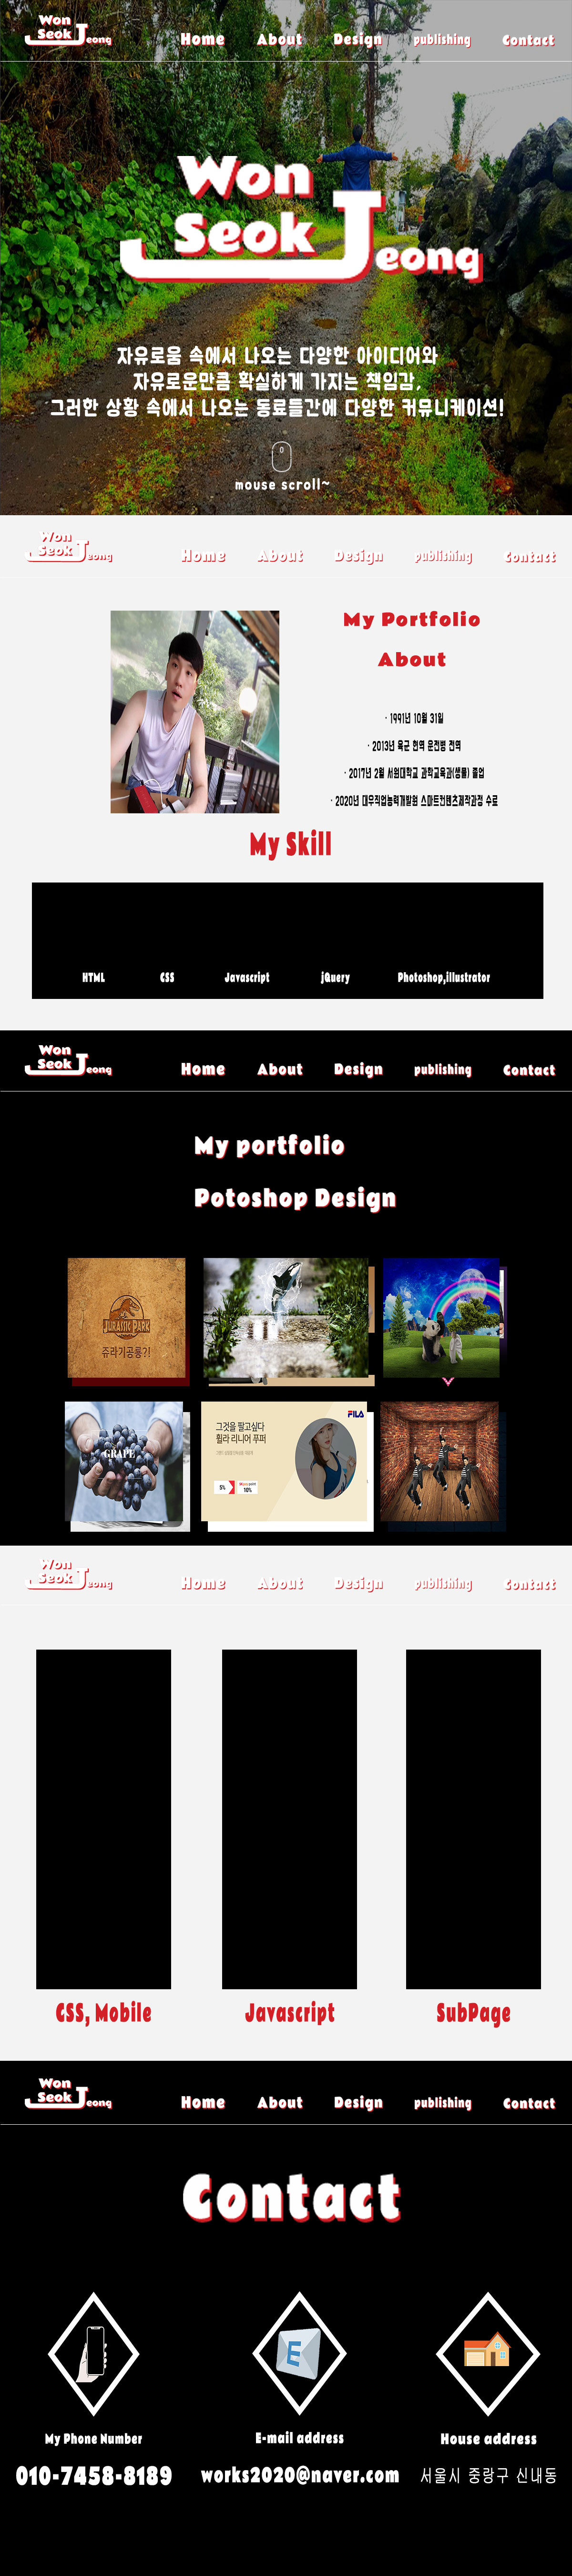 Won
Seok Jeong
Home About Design publishing Contact
Won
Seok Jeong
자유로움 속에서 나오는 다양한 아이디어와
자유로운만큼 확실하게 가지는 책임감,
그러한 상황 속에서 나오는 동료들간에 다양한 커뮤니케이션!
mouse scroll~
Won
Seok Jeong
Home About Design publishing Contact
My Portfolio
About
· 1991년 10월 31일
· 2013년 육군 현역 운전병 전역
· 2017년 2월 서원대학교 과학교육과(생물) 졸업
· 2020년 대우직업능력개발원 스마트컨텐츠제작과정 수료
My Skill
HTML CSS Javascript jQuery Photoshop,illustrator
Won
Seok Jeong
Home About Design publishing Contact
My portfolio
Potoshop Design
JURASIC PARK
쥬라기공룡?!
GRAPE
FILA
그것을 팔고싶다
휠라 리니어 푸퍼
5%
10%
Won
Seok Jeong
Home About Design publishing Contact
CSS, Mobile Javascript SubPage
Won
Seok Jeong
Home About Design publishing Contact
Contact
E
My Phone Number E-mail address House address
010-7458-8189 works2020@naver.com 서울시 중랑구 신내동